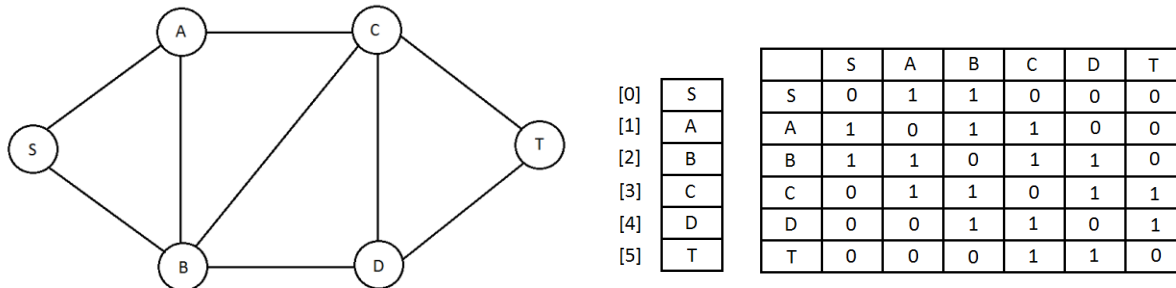 A
C
S
T
B
D
[0] S
[1] A
[2] B
[3] C
[4] D
[5] T
S A B C D T
S 0 1 1 0 0 0
A 1 0 1 1 0 0
B 1 1 0 1 1 0
C 0 1 1 0 1 1
D 0 0 1 1 0 1
T 0 0 0 1 1 0